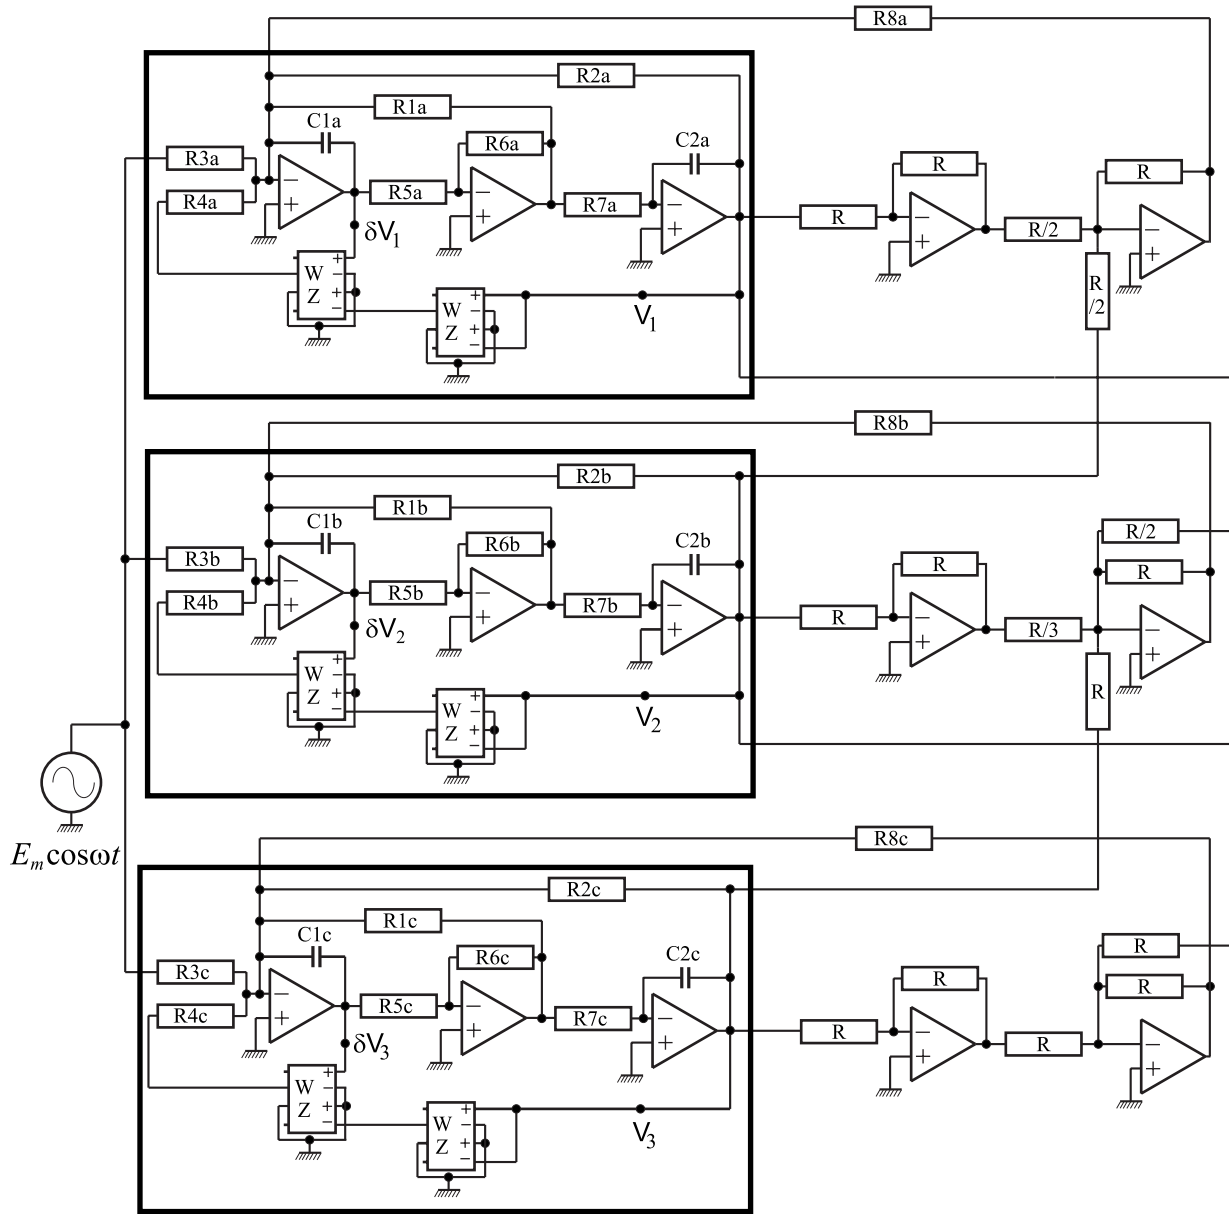 R8a
R2a
R1a
C1a
R6a
C2a
R3a
R
R
−
R4a
R5a
−
R7a
−
R
−
R/2
−
+
+
+
+
+
δV1
R
/2
W
Z
+
−
+
−
W
Z
+
−
+
−
V1
R8b
R2b
R1b
C1b
R6b
C2b
R/2
R3b
R
R
−
R4b
R5b
−
R7b
−
R
−
R/3
−
+
+
+
+
+
δV2
R
W
Z
+
−
+
−
W
Z
+
−
+
−
V2
Em cosωt
R8c
R2c
R1c
C1c
R6c
C2c
R
R3c
R
R
−
R4c
R5c
−
R7c
−
R
−
R
−
+
+
+
+
+
δV3
W
Z
+
−
+
−
W
Z
+
−
+
−
V3